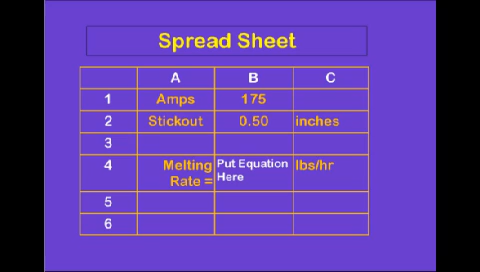 Spread Sheet
A B C
1 Amps 175
2 Stickout 0.50 inches
3
4 Melting Put Equation lbs/hr
Rate = Here
5
6